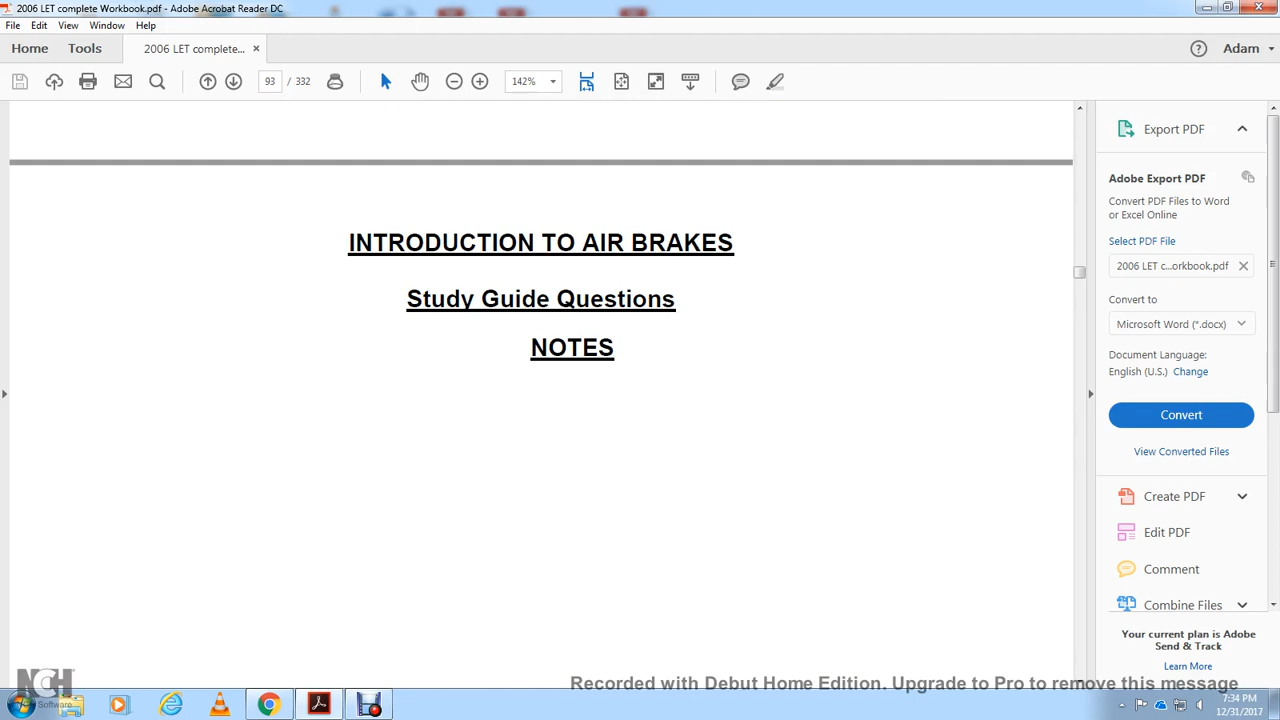 2006 LET complete Workbook.pdf - Adobe Acrobat Reader DC
File Edit View Window Help
Home Tools 2006 LET complete... × Adam
93 / 332 142%
INTRODUCTION TO AIR BRAKES
Study Guide Questions
NOTES
Export PDF
Adobe Export PDF
Convert PDF Files to Word
or Excel Online
Select PDF File
2006 LET c...orkbook.pdf
Convert to
Microsoft Word (*.docx)
Document Language:
English (U.S.) Change
Convert
View Converted Files
Create PDF
Edit PDF
Comment
Combine Files
Your current plan is Adobe
Send & Track
Learn More
NCH
Software
Recorded with Debut Home Edition. Upgrade to Pro to remove this message
7:34 PM
12/31/2017